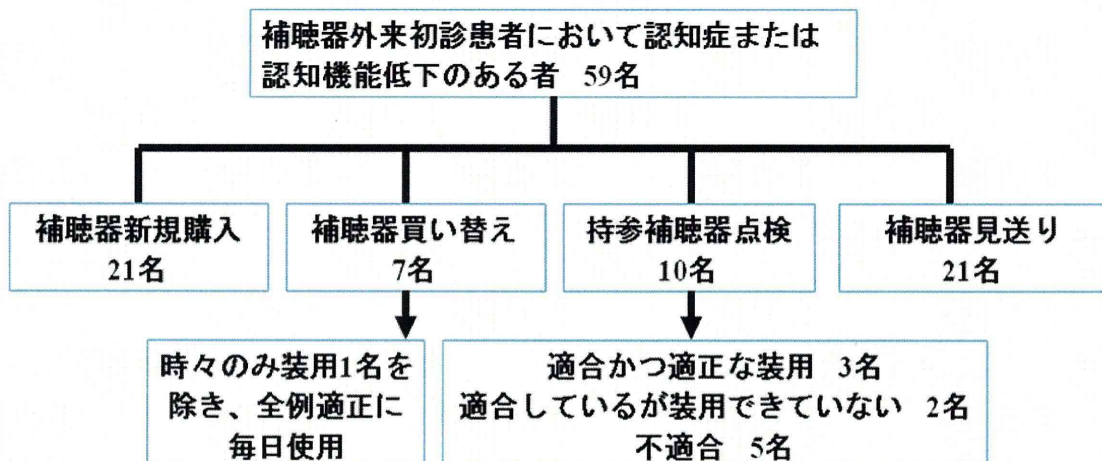 補聴器外来初診患者において認知症または
認知機能低下のある者 59名
補聴器新規購入
21名
補聴器買い替え
7名
持参補聴器点検
10名
補聴器見送り
21名
時々のみ装用1名を
除き、全例適正に
毎日使用
適合かつ適正な装用 3名
適合しているが装用できていない 2名
不適合 5名